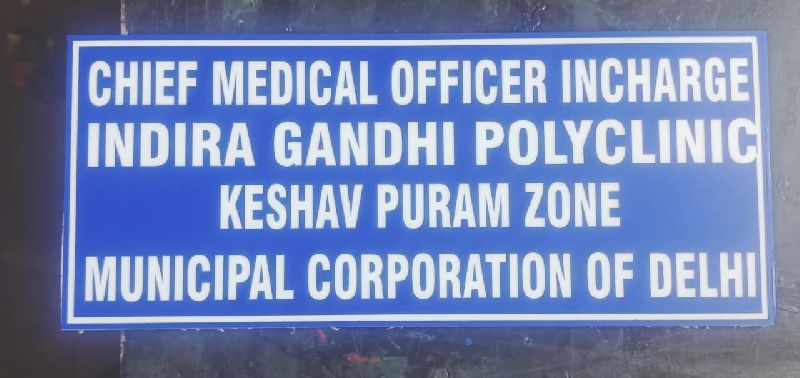 CHIEF MEDICAL OFFICER INCHARGE
INDIRA GANDHI POLYCLINIC
KESHAV PURAM ZONE
MUNICIPAL CORPORATION OF DELHI